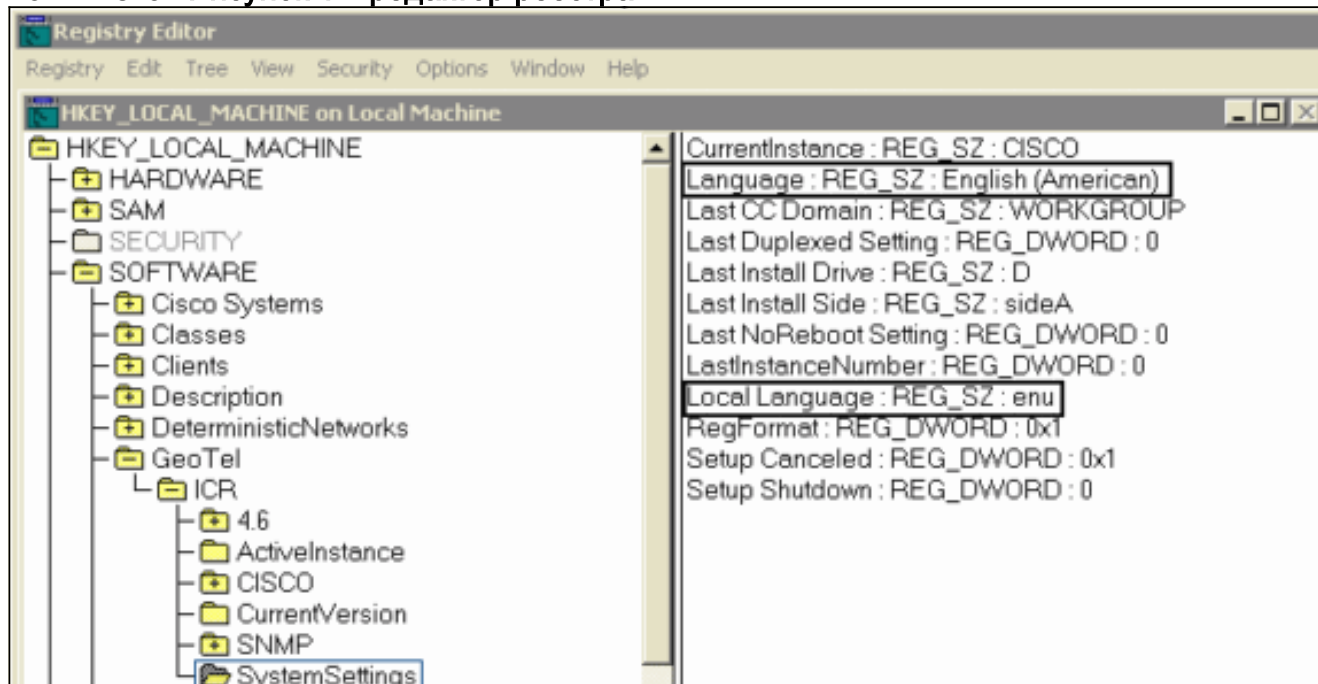 Registry Editor
Registry Edit Tree View Security Options Window Help
HKEY_LOCAL_MACHINE on Local Machine
HKEY_LOCAL_MACHINE
HARDWARE
SAM
SECURITY
SOFTWARE
Cisco Systems
Classes
Clients
Description
DeterministicNetworks
GeoTel
ICR
4.6
ActiveInstance
CISCO
CurrentVersion
SNMP
SystemSettings
CurrentInstance : REG_SZ : CISCO
Language : REG_SZ : English (American)
Last CC Domain : REG_SZ : WORKGROUP
Last Duplexed Setting : REG_DWORD : 0
Last Install Drive : REG_SZ : D
Last Install Side : REG_SZ : sideA
Last NoReboot Setting : REG_DWORD : 0
LastInstanceNumber : REG_DWORD : 0
Local Language : REG_SZ : enu
RegFormat : REG_DWORD : 0x1
Setup Canceled : REG_DWORD : 0x1
Setup Shutdown : REG_DWORD : 0